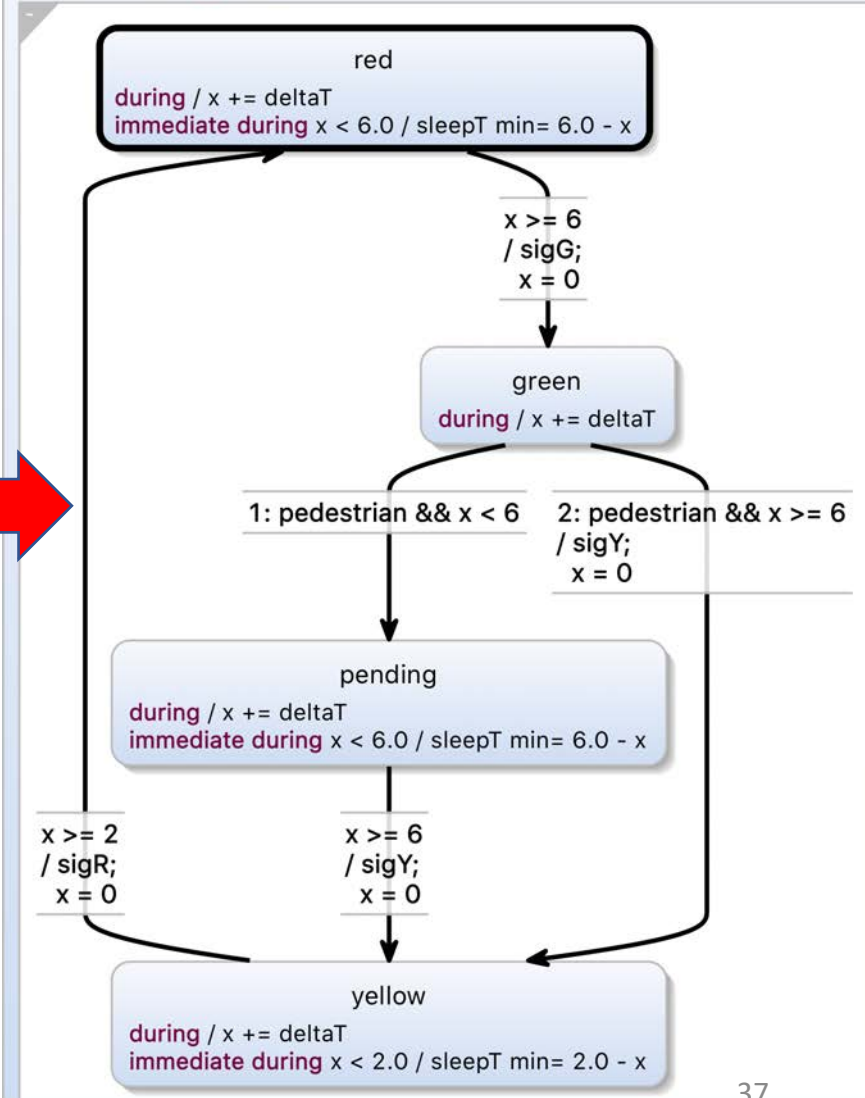 red
during / x += deltaT
immediate during x < 6.0 / sleepT min= 6.0 - x
x >= 6
/ sigG;
x = 0
green
during / x += deltaT
1: pedestrian && x < 6
2: pedestrian && x >= 6
/ sigY;
x = 0
pending
during / x += deltaT
immediate during x < 6.0 / sleepT min= 6.0 - x
x >= 2
/ sigR;
x = 0
x >= 6
/ sigY;
x = 0
yellow
during / x += deltaT
immediate during x < 2.0 / sleepT min= 2.0 - x
37